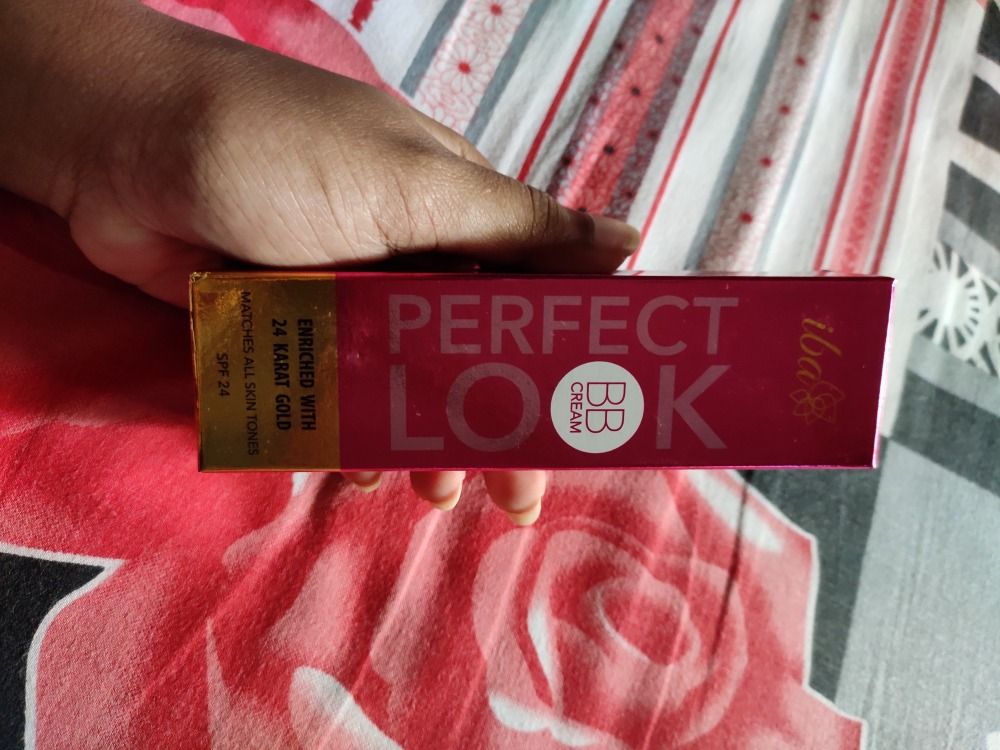 iba
PERFECT
LOOK
BB
CREAM
ENRICHED WITH
24 KARAT GOLD
MATCHES ALL SKIN TONES
SPF 24